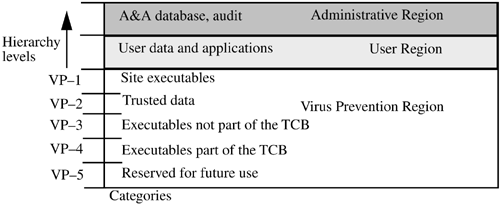 A&A database, audit Administrative Region
Hierarchy levels
User data and applications User Region
VP–1 Site executables
VP–2 Trusted data
Virus Prevention Region
VP–3 Executables not part of the TCB
VP–4 Executables part of the TCB
VP–5 Reserved for future use
Categories